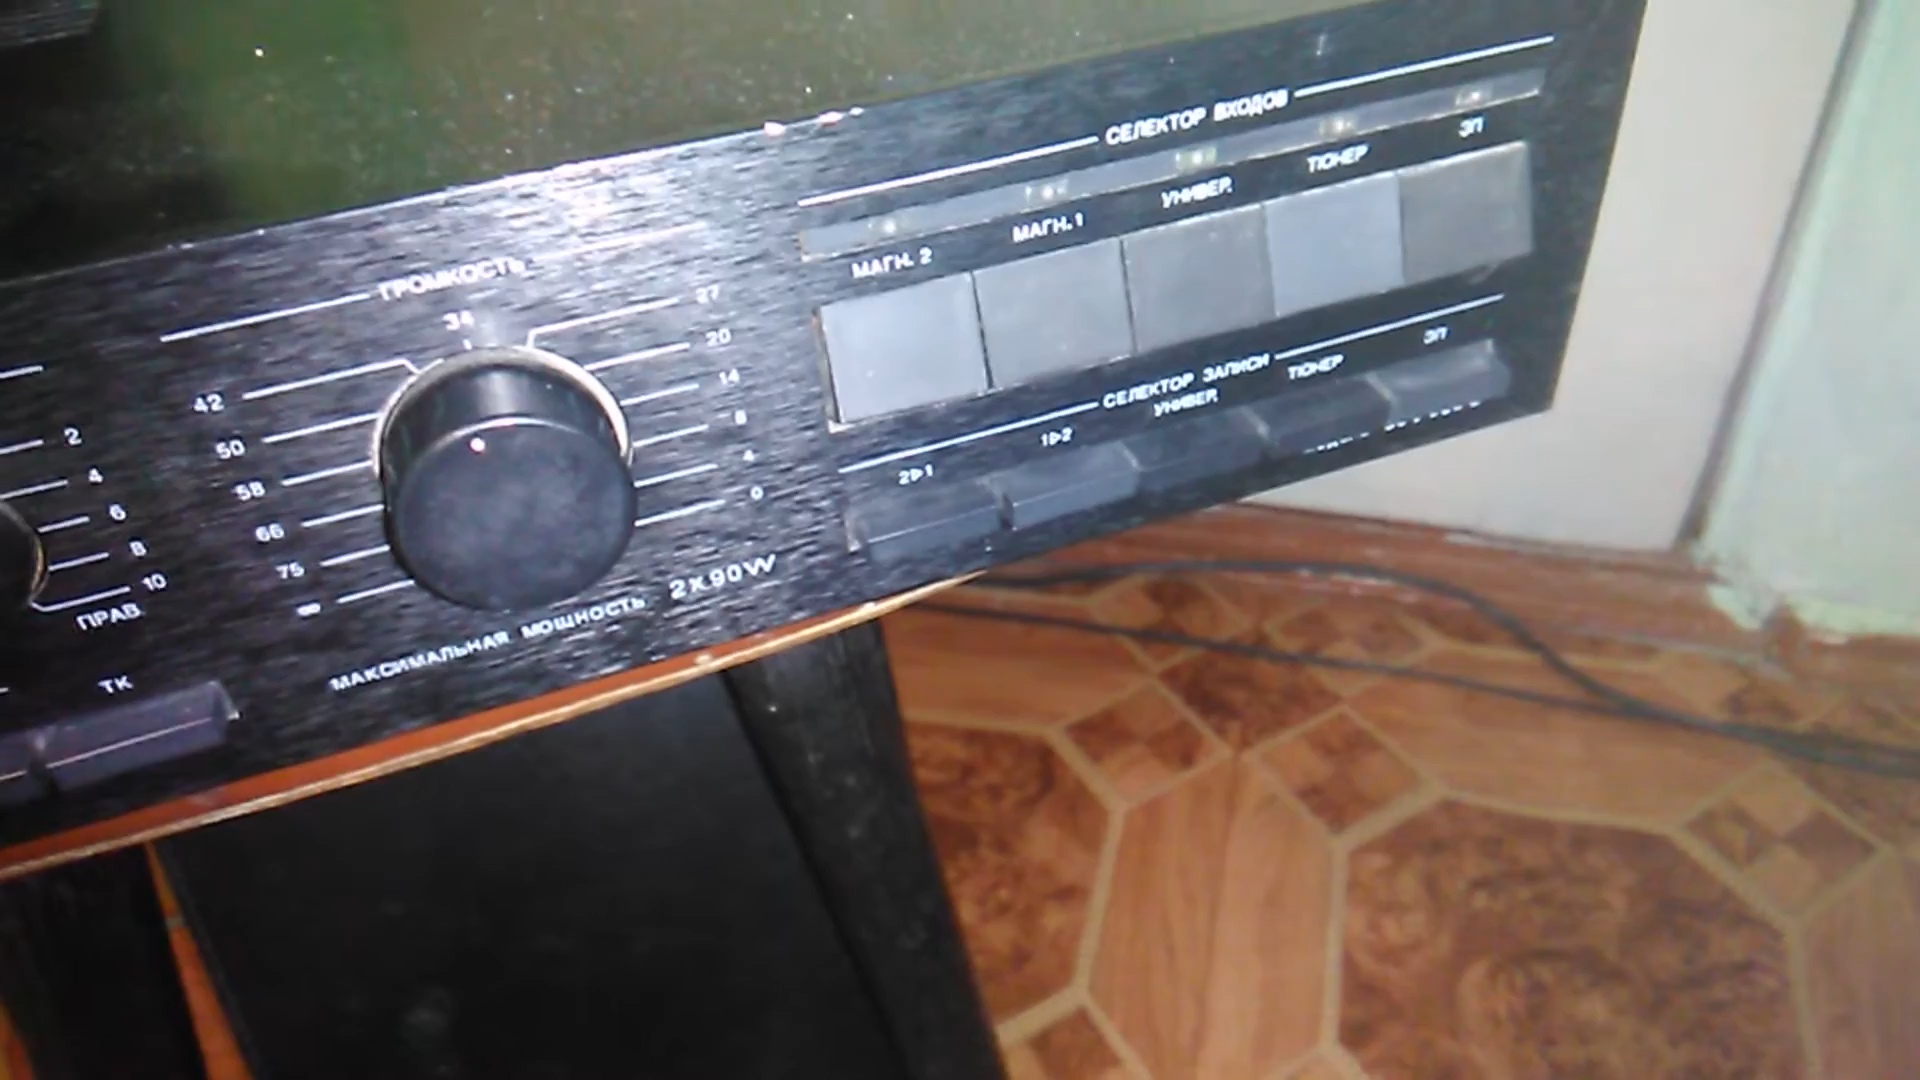 СЕЛЕКТОР ВХОДОВ
МАГН. 2 МАГН. 1 УНИВЕР. ТЮНЕР ЭП
ГРОМКОСТЬ
34
27
42
20
50
14
58
8
66
4
75
0
∞
2
4
6
8
10
ПРАВ.
СЕЛЕКТОР ЗАПИСИ
2▷1 1▷2 УНИВЕР. ТЮНЕР ЭП
МАКСИМАЛЬНАЯ МОЩНОСТЬ 2X90W
ТК